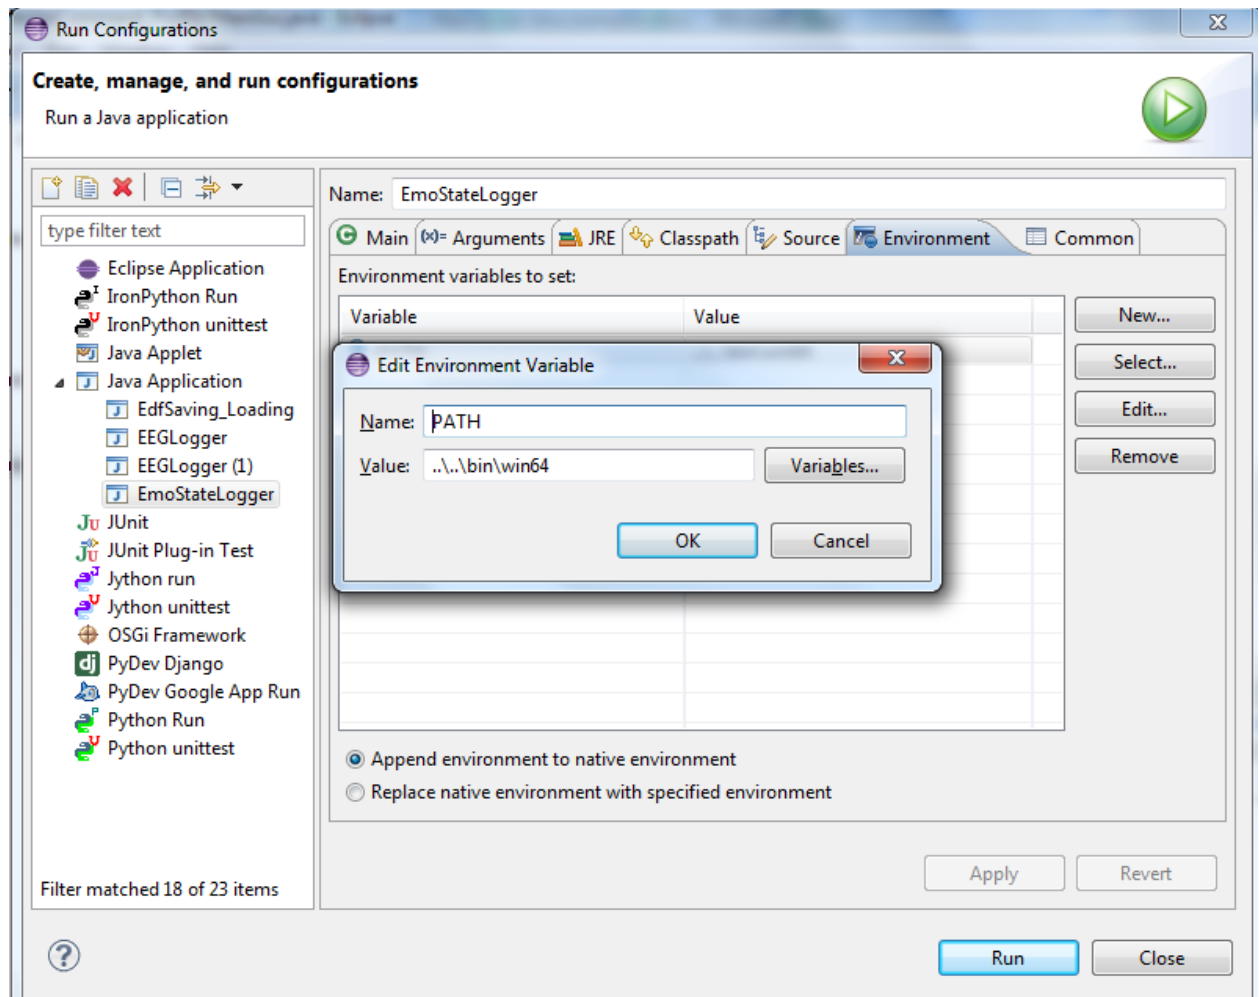 Run Configurations
Create, manage, and run configurations
Run a Java application
type filter text
Eclipse Application
IronPython Run
IronPython unittest
Java Applet
Java Application
EdfSaving_Loading
EEGLogger
EEGLogger (1)
EmoStateLogger
JUnit
JUnit Plug-in Test
Jython run
Jython unittest
OSGi Framework
PyDev Django
PyDev Google App Run
Python Run
Python unittest
Filter matched 18 of 23 items
Name: EmoStateLogger
Main (x)= Arguments JRE Classpath Source Environment Common
Environment variables to set:
Variable Value
New...
Select...
Edit...
Remove
Edit Environment Variable
Name: PATH
Value: ..\..\bin\win64 Variables...
OK Cancel
Append environment to native environment
Replace native environment with specified environment
Apply Revert
Run Close